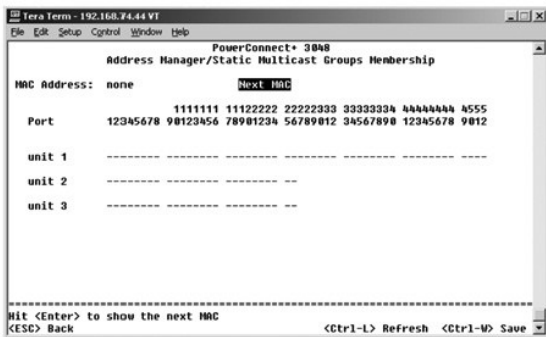 Tera Term - 192.168.74.44 VT
File Edit Setup Control Window Help
PowerConnect+ 3048
Address Manager/Static Multicast Groups Membership
MAC Address: none Next MAC
1111111 11122222 22222333 33333334 44444444 4555
Port 12345678 90123456 78901234 56789012 34567890 12345678 9012
unit 1 -------- -------- -------- -------- -------- -------- ----
unit 2 -------- -------- -------- --
unit 3 -------- -------- -------- --
Hit <Enter> to show the next MAC
<ESC> Back <Ctrl-L> Refresh <Ctrl-W> Save